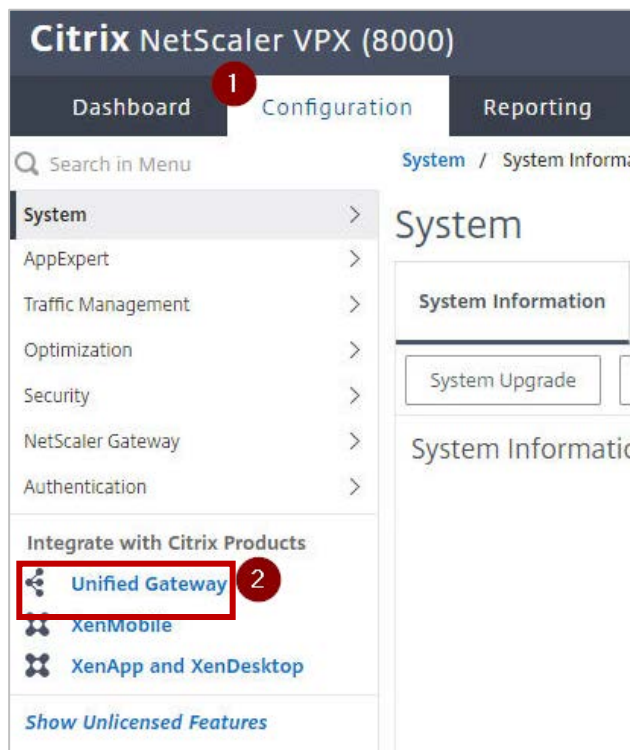 Citrix NetScaler VPX (8000)
1
Dashboard Configuration Reporting
Search in Menu
System / System Informa
System
System
AppExpert
Traffic Management
System Information
Optimization
System Upgrade
Security
NetScaler Gateway
System Informatio
Authentication
Integrate with Citrix Products
Unified Gateway 2
XenMobile
XenApp and XenDesktop
Show Unlicensed Features